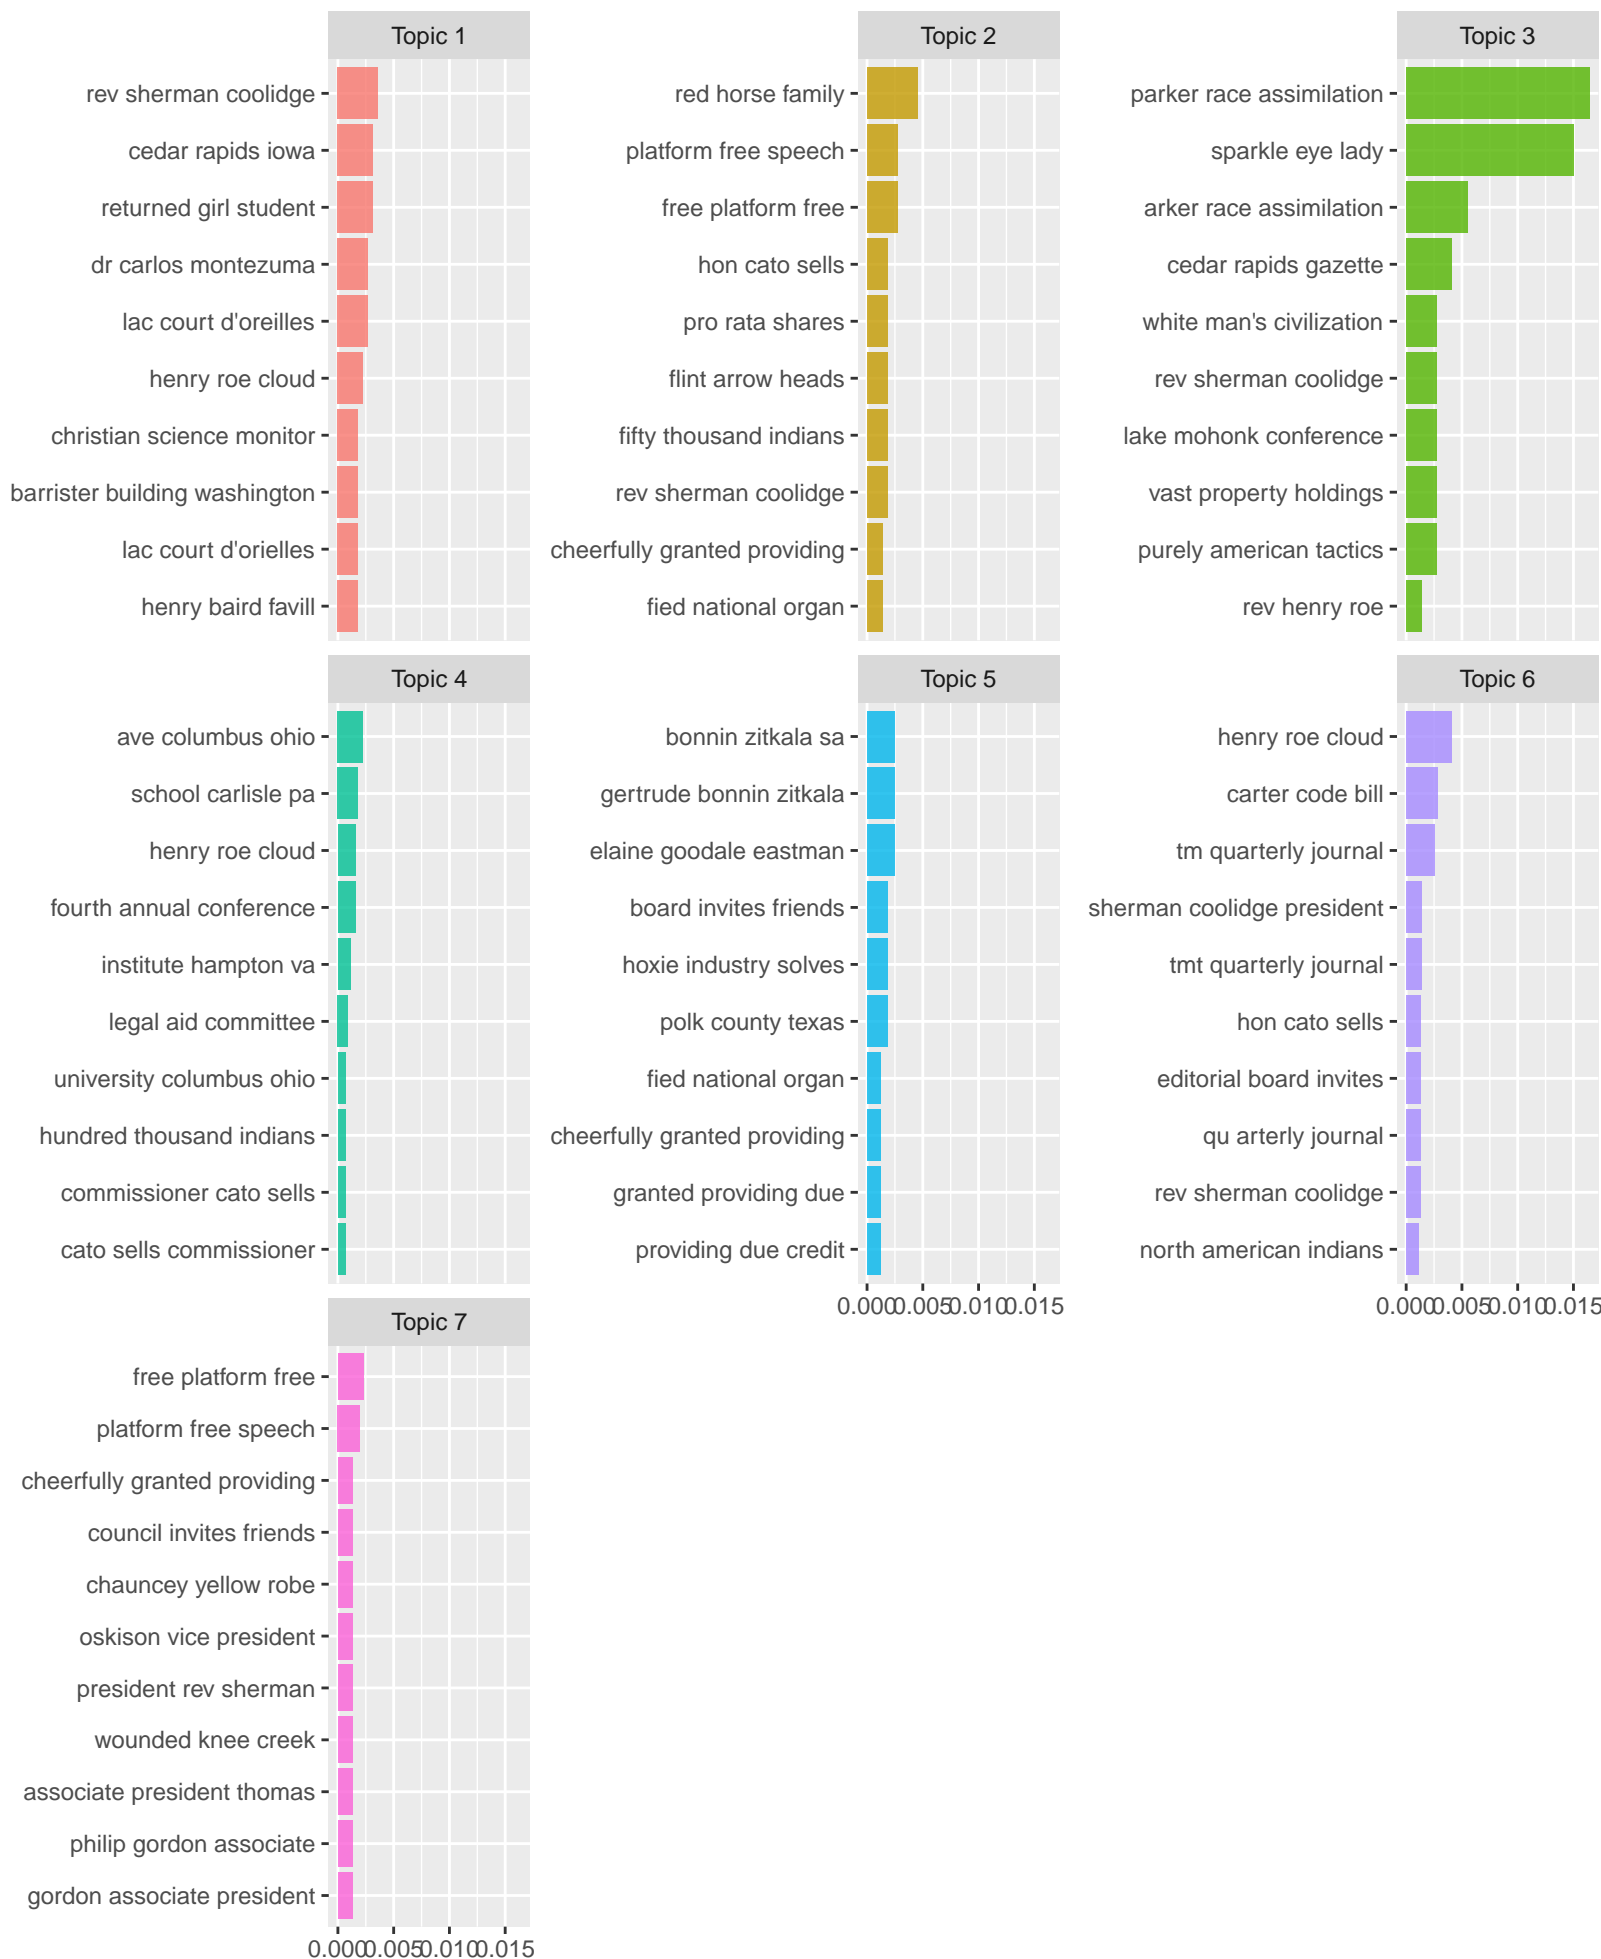 Topic 1
rev sherman coolidge
cedar rapids iowa
returned girl student
dr carlos montezuma
lac court d'oreilles
henry roe cloud
christian science monitor
barrister building washington
lac court d'orielles
henry baird favill
Topic 2
red horse family
platform free speech
free platform free
hon cato sells
pro rata shares
flint arrow heads
fifty thousand indians
rev sherman coolidge
cheerfully granted providing
fied national organ
Topic 3
parker race assimilation
sparkle eye lady
arker race assimilation
cedar rapids gazette
white man's civilization
rev sherman coolidge
lake mohonk conference
vast property holdings
purely american tactics
rev henry roe
Topic 4
ave columbus ohio
school carlisle pa
henry roe cloud
fourth annual conference
institute hampton va
legal aid committee
university columbus ohio
hundred thousand indians
commissioner cato sells
cato sells commissioner
Topic 5
bonnin zitkala sa
gertrude bonnin zitkala
elaine goodale eastman
board invites friends
hoxie industry solves
polk county texas
fied national organ
cheerfully granted providing
granted providing due
providing due credit
0.000 0.005 0.010 0.015
Topic 6
henry roe cloud
carter code bill
tm quarterly journal
sherman coolidge president
tmt quarterly journal
hon cato sells
editorial board invites
qu arterly journal
rev sherman coolidge
north american indians
0.000 0.005 0.010 0.015
Topic 7
free platform free
platform free speech
cheerfully granted providing
council invites friends
chauncey yellow robe
oskison vice president
president rev sherman
wounded knee creek
associate president thomas
philip gordon associate
gordon associate president
0.000 0.005 0.010 0.015